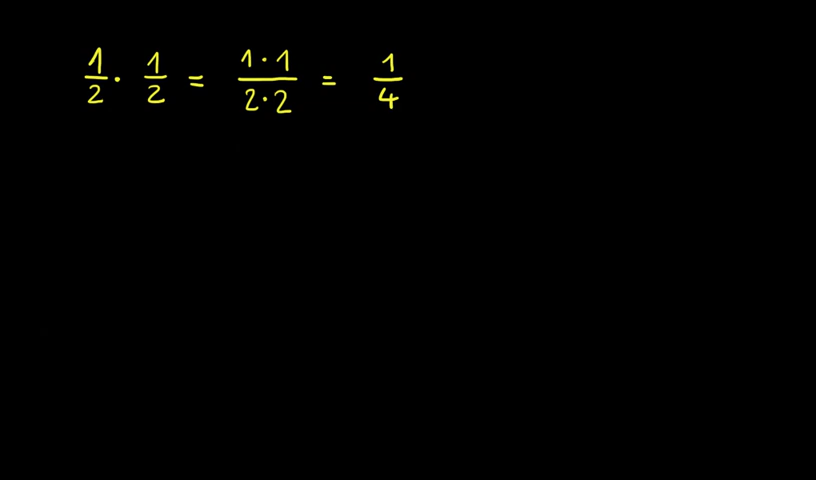 1/2 · 1/2 = (1·1)/(2·2) = 1/4